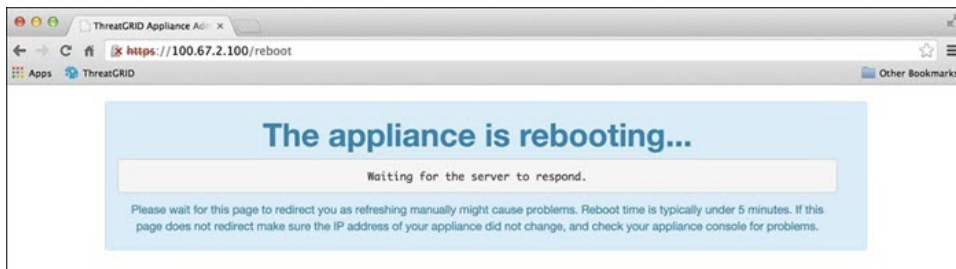 ThreatGRID Appliance Adm
https://100.67.2.100/reboot
Apps ThreatGRID Other Bookmarks
The appliance is rebooting...
Waiting for the server to respond.
Please wait for this page to redirect you as refreshing manually might cause problems. Reboot time is typically under 5 minutes. If this
page does not redirect make sure the IP address of your appliance did not change, and check your appliance console for problems.